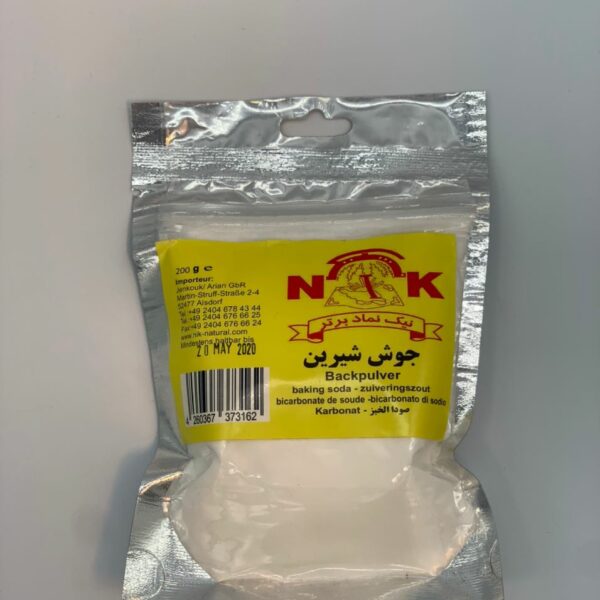 200 g e
Importeur:
Jenkouk/ Arian GbR
Martin-Struff-Straße 2-4
52477 Alsdorf
Tel:+49 2404 678 43 44
Tel:+49 2404 676 66 25
Fax:+49 2404 676 66 24
www.nik-natural.com
Mindestens haltbar bis
20 MAY 2020
4 260367 373162
NIK
نیک نماد برتر
جوش شیرین
Backpulver
baking soda - zuiveringszout
bicarbonate de soude -bicarbonato di sodio
Karbonat - صودا الخبز